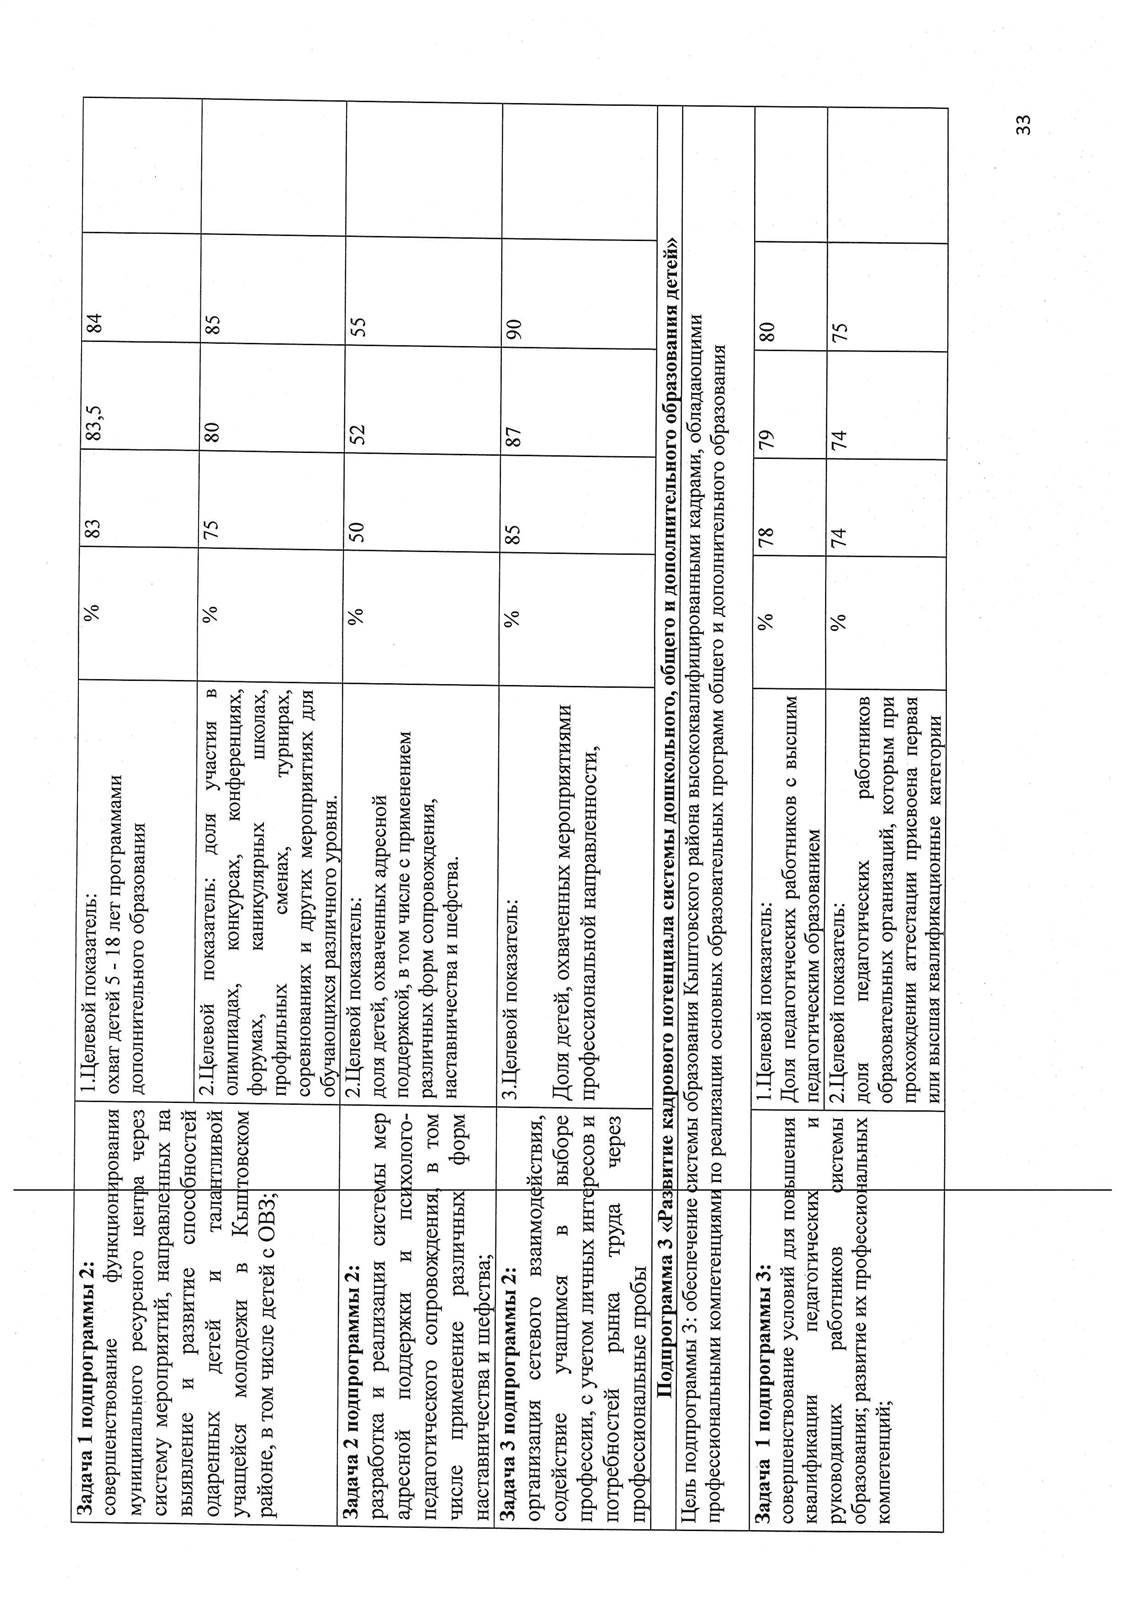 Задача 1 подпрограммы 2:
совершенствование функционирования
муниципального ресурсного центра через
систему мероприятий, направленных на
выявление и развитие способностей
одаренных детей и талантливой
учащейся молодежи в Кыштовском
районе, в том числе детей с ОВЗ;
1.Целевой показатель:
охват детей 5 - 18 лет программами
дополнительного образования
%
83
83,5
84
2.Целевой показатель: доля участия в
олимпиадах, конкурсах, конференциях,
форумах, каникулярных школах,
профильных сменах, турнирах,
соревнованиях и других мероприятиях для
обучающихся различного уровня.
%
75
80
85
Задача 2 подпрограммы 2:
разработка и реализация системы мер
адресной поддержки и психолого-
педагогического сопровождения, в том
числе применение различных форм
наставничества и шефства;
2.Целевой показатель:
доля детей, охваченных адресной
поддержкой, в том числе с применением
различных форм сопровождения,
наставничества и шефства.
%
50
52
55
Задача 3 подпрограммы 2:
организация сетевого взаимодействия,
содействие учащимся в выборе
профессии, с учетом личных интересов и
потребностей рынка труда через
профессиональные пробы
3.Целевой показатель:
Доля детей, охваченных мероприятиями
профессиональной направленности,
%
85
87
90
Подпрограмма 3 «Развитие кадрового потенциала системы дошкольного, общего и дополнительного образования детей»
Цель подпрограммы 3: обеспечение системы образования Кыштовского района высококвалифицированными кадрами, обладающими
профессиональными компетенциями по реализации основных образовательных программ общего и дополнительного образования
Задача 1 подпрограммы 3:
совершенствование условий для повышения
квалификации педагогических и
руководящих работников системы
образования; развитие их профессиональных
компетенций;
1.Целевой показатель:
Доля педагогических работников с высшим
педагогическим образованием
%
78
79
80
2.Целевой показатель:
доля педагогических работников
образовательных организаций, которым при
прохождении аттестации присвоена первая
или высшая квалификационные категории
%
74
74
75
33